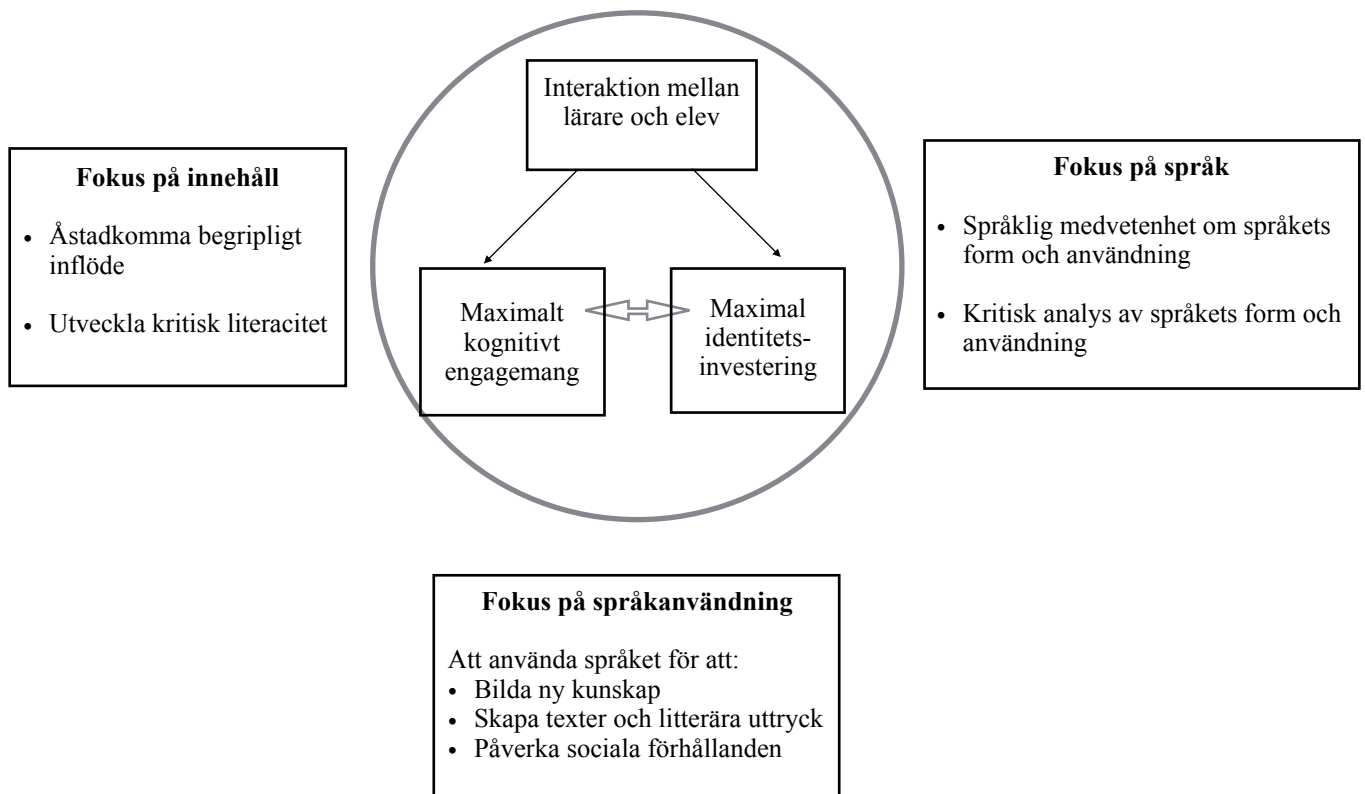 Interaktion mellan
lärare och elev
Fokus på innehåll
• Åstadkomma begripligt
inflöde
• Utveckla kritisk literacitet
Maximalt
kognitivt
engagemang
Maximal
identitets-
investering
Fokus på språk
• Språklig medvetenhet om språkets
form och användning
• Kritisk analys av språkets form och
användning
Fokus på språkanvändning
Att använda språket för att:
• Bilda ny kunskap
• Skapa texter och litterära uttryck
• Påverka sociala förhållanden